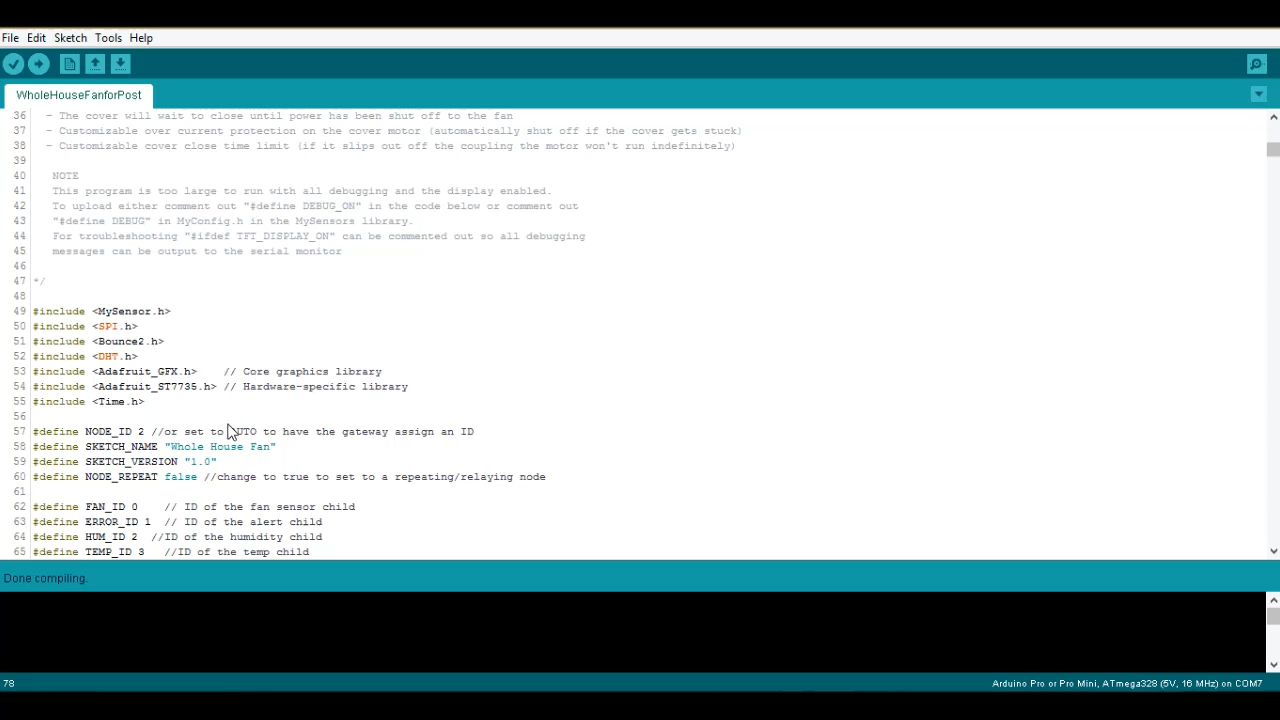 File Edit Sketch Tools Help
WholeHouseFanforPost
36 - The cover will wait to close until power has been shut off to the fan
37 - Customizable over current protection on the cover motor (automatically shut off if the cover gets stuck)
38 - Customizable cover close time limit (if it slips out off the coupling the motor won't run indefinitely)
39
40 NOTE
41 This program is too large to run with all debugging and the display enabled.
42 To upload either comment out "#define DEBUG_ON" in the code below or comment out
43 "#define DEBUG" in MyConfig.h in the MySensors library.
44 For troubleshooting "#ifdef TFT_DISPLAY_ON" can be commented out so all debugging
45 messages can be output to the serial monitor
46
47 */
48
49 #include <MySensor.h>
50 #include <SPI.h>
51 #include <Bounce2.h>
52 #include <DHT.h>
53 #include <Adafruit_GFX.h> // Core graphics library
54 #include <Adafruit_ST7735.h> // Hardware-specific library
55 #include <Time.h>
56
57 #define NODE_ID 2 //or set to AUTO to have the gateway assign an ID
58 #define SKETCH_NAME "Whole House Fan"
59 #define SKETCH_VERSION "1.0"
60 #define NODE_REPEAT false //change to true to set to a repeating/relaying node
61
62 #define FAN_ID 0 // ID of the fan sensor child
63 #define ERROR_ID 1 // ID of the alert child
64 #define HUM_ID 2 //ID of the humidity child
65 #define TEMP_ID 3 //ID of the temp child
Done compiling.
78 Arduino Pro or Pro Mini, ATmega328 (5V, 16 MHz) on COM7